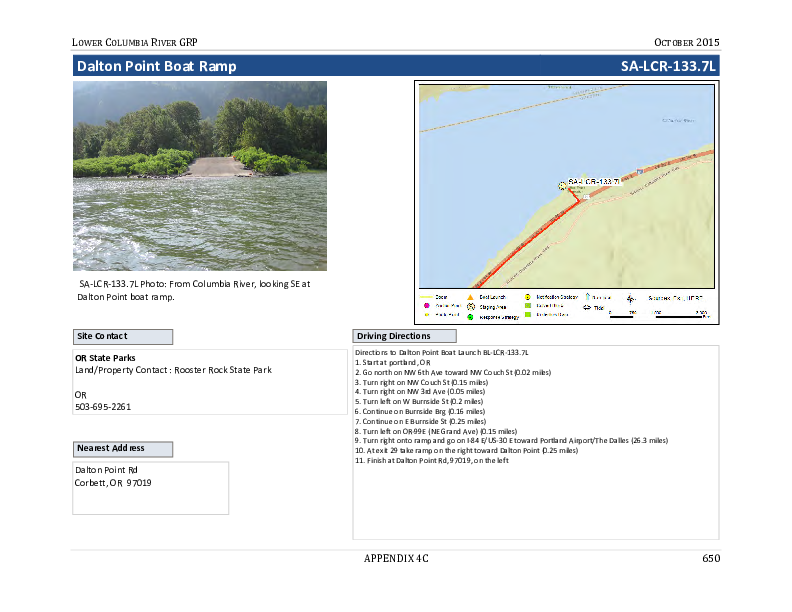 LOWER COLUMBIA RIVER GRP
OCTOBER 2015
Dalton Point Boat Ramp
SA-LCR-133.7L
SA-LCR-133.7L
Boom
Boat Launch
Notification Strategy
Staging Area
Response Strategy
Tidal
SA-LCR-133.7L Photo: From Columbia River, looking SE at
Dalton Point boat ramp.
Site Contact
OR State Parks
Land/Property Contact : Rooster Rock State Park
OR
503-695-2261
Nearest Address
Dalton Point Rd
Corbett, OR 97019
Driving Directions
Directions to Dalton Point Boat Launch BL-LCR-133.7L
1. Start at portland, OR
2. Go north on NW 6th Ave toward NW Couch St (0.02 miles)
3. Turn right on NW Couch St (0.15 miles)
4. Turn right on NW 3rd Ave (0.05 miles)
5. Turn left on W Burnside St (0.2 miles)
6. Continue on Burnside Brg (0.16 miles)
7. Continue on E Burnside St (0.25 miles)
8. Turn left on OR-99E (NE Grand Ave) (0.15 miles)
9. Turn right onto ramp and go on I-84 E/US-30 E toward Portland Airport/The Dalles (26.3 miles)
10. At exit 29 take ramp on the right toward Dalton Point (0.25 miles)
11. Finish at Dalton Point Rd, 97019, on the left
APPENDIX 4C
650